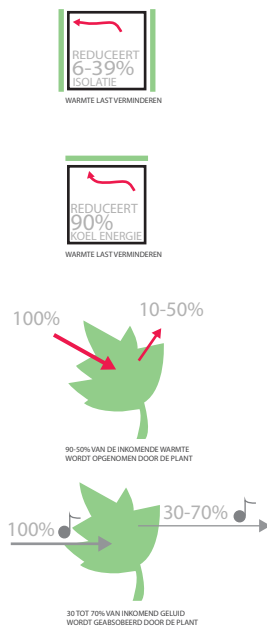 REDUCEERT
6-39%
ISOLATIE
WARMTE LAST VERMINDEREN
REDUCEERT
90%
KOEL ENERGIE
WARMTE LAST VERMINDEREN
100%
10-50%
90-50% VAN DE INKOMENDE WARMTE
WORDT OPGENOMEN DOOR DE PLANT
100%
30-70%
30 TOT 70% VAN INKOMEND GELUID
WORDT GEABSOBEERD DOOR DE PLANT